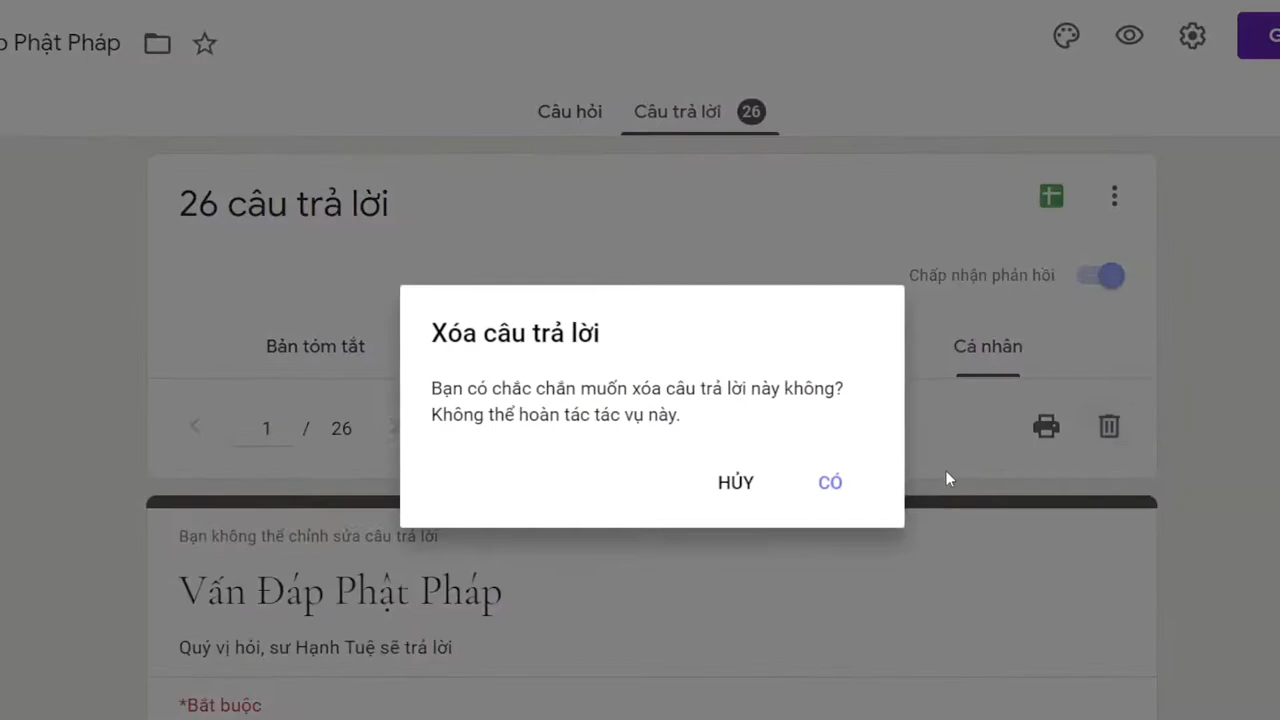 Phật Pháp
Câu hỏi
Câu trả lời
26
26 câu trả lời
Chấp nhận phản hồi
Xóa câu trả lời
Bản tóm tắt
Cá nhân
Bạn có chắc chắn muốn xóa câu trả lời này không?
Không thể hoàn tác tác vụ này.
1 / 26
HỦY
CÓ
Bạn không thể chỉnh sửa câu trả lời
Vấn Đáp Phật Pháp
Quý vị hỏi, sư Hạnh Tuệ sẽ trả lời
*Bắt buộc